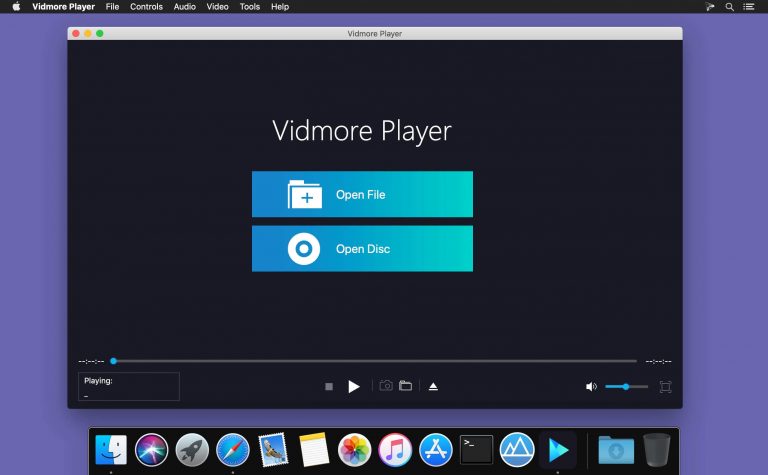 Vidmore Player File Controls Audio Video Tools Help
Vidmore Player
Vidmore Player
Open File
Open Disc
--:--:-- --:--:--
Playing:
_
>_